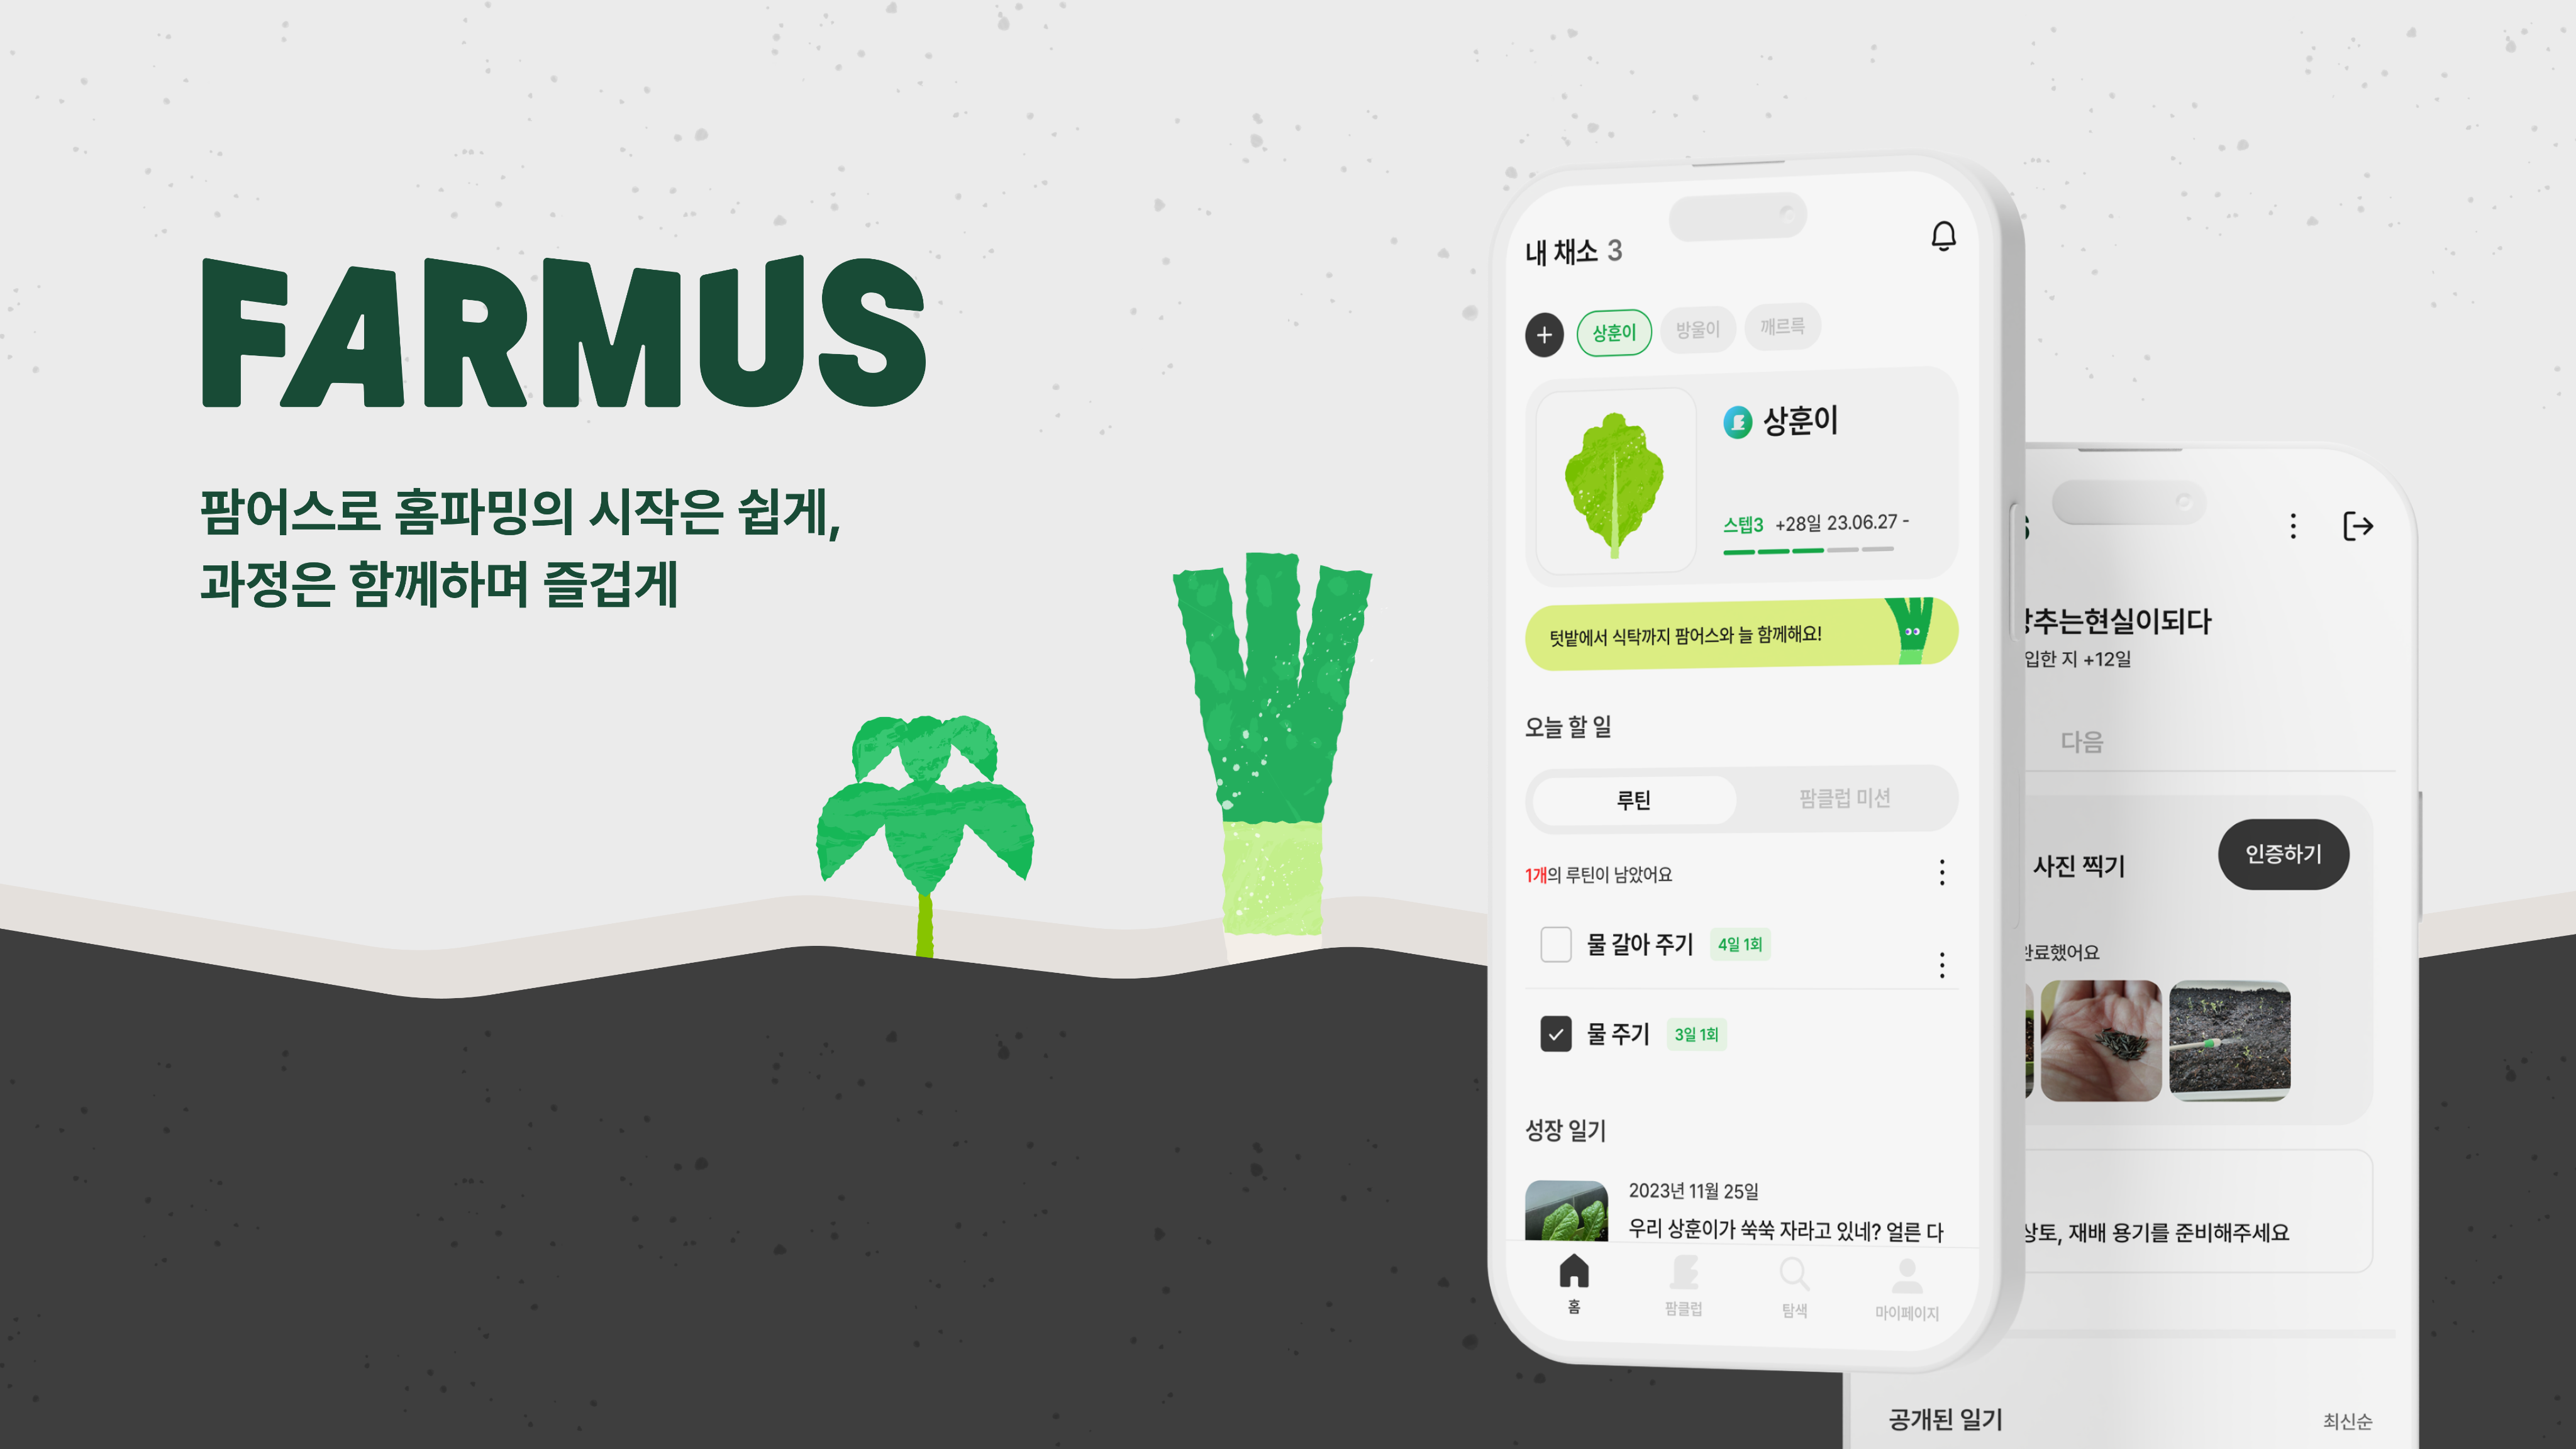 FARMUS
팜어스로 홈파밍의 시작은 쉽게,
과정은 함께하며 즐겁게
내 채소 3
상훈이
방울이
깨르륵
상훈이
스텝3 +28일 23.06.27 -
텃밭에서 식탁까지 팜어스와 늘 함께해요!
오늘 할 일
루틴
팜클럽 미션
1개의 루틴이 남았어요
물 갈아 주기 4일 1회
물 주기 3일 1회
성장 일기
2023년 11월 25일
우리 상훈이가 쑥쑥 자라고 있네? 얼른 다
홈
팜클럽
탐색
마이페이지
추는현실이되다
입한 지 +12일
다음
사진 찍기
인증하기
완료했어요
상토, 재배 용기를 준비해주세요
공개된 일기
최신순